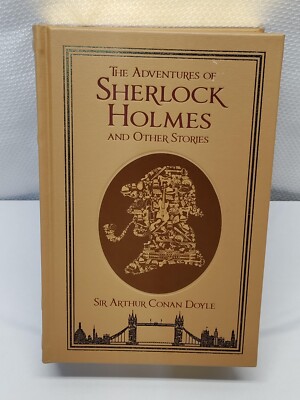 The Adventures of
Sherlock
Holmes
and Other Stories
Sir Arthur Conan Doyle